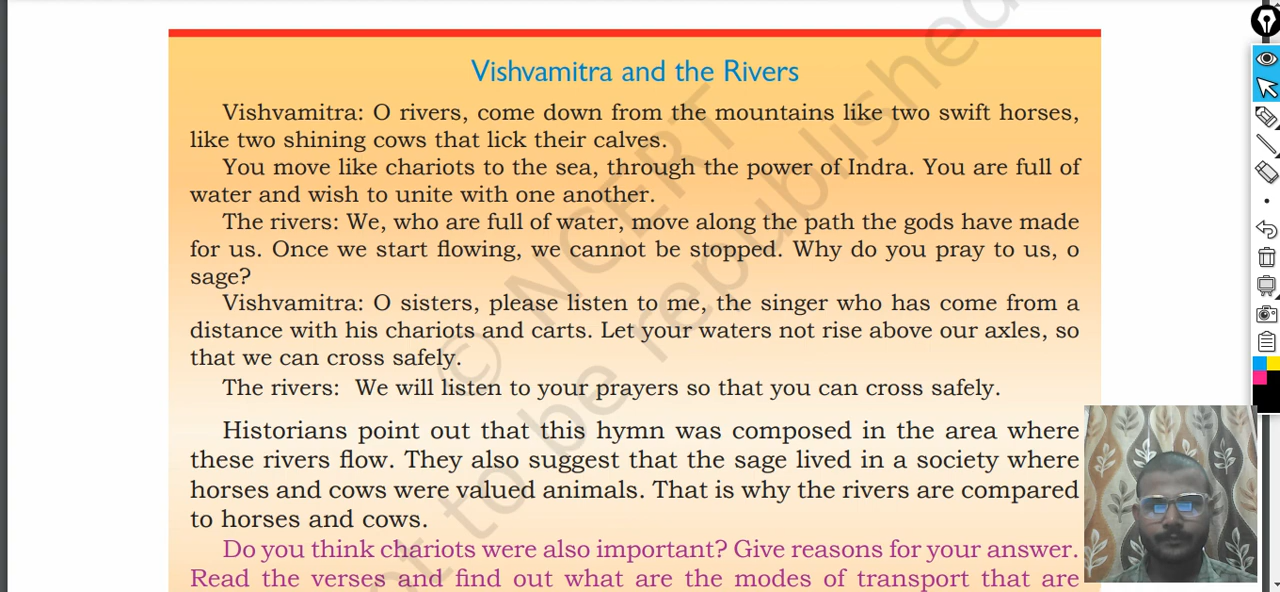 Vishvamitra and the Rivers
Vishvamitra: O rivers, come down from the mountains like two swift horses,
like two shining cows that lick their calves.
You move like chariots to the sea, through the power of Indra. You are full of
water and wish to unite with one another.
The rivers: We, who are full of water, move along the path the gods have made
for us. Once we start flowing, we cannot be stopped. Why do you pray to us, o
sage?
Vishvamitra: O sisters, please listen to me, the singer who has come from a
distance with his chariots and carts. Let your waters not rise above our axles, so
that we can cross safely.
The rivers: We will listen to your prayers so that you can cross safely.
Historians point out that this hymn was composed in the area where
these rivers flow. They also suggest that the sage lived in a society where
horses and cows were valued animals. That is why the rivers are compared
to horses and cows.
Do you think chariots were also important? Give reasons for your answer.
Read the verses and find out what are the modes of transport that are
© NCERT
not to be republished